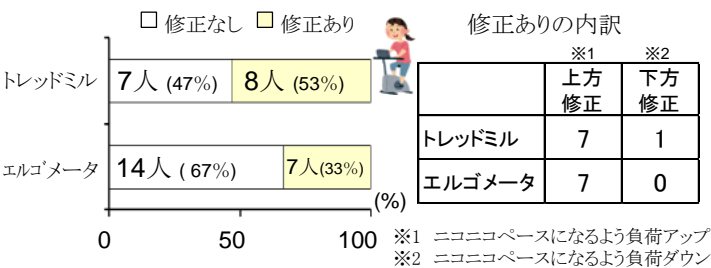 □ 修正なし □ 修正あり
修正ありの内訳
トレッドミル 7人 (47%) 8人 (53%)
エルゴメータ 14人 ( 67%) 7人(33%)
(%)
0 50 100
※1 ※2
上方修正 下方修正
トレッドミル 7 1
エルゴメータ 7 0
※1 ニコニコペースになるよう負荷アップ
※2 ニコニコペースになるよう負荷ダウン